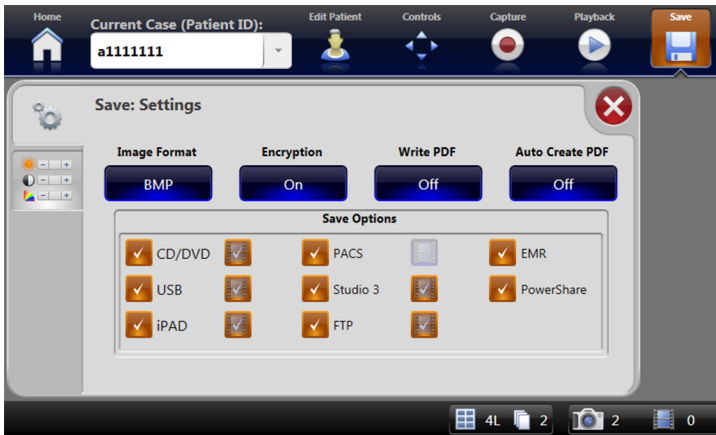 Home
Current Case (Patient ID):
Edit Patient
Controls
Capture
Playback
Save
a1111111
Save: Settings
Image Format
Encryption
Write PDF
Auto Create PDF
BMP
On
Off
Off
Save Options
CD/DVD
PACS
EMR
USB
Studio 3
PowerShare
iPAD
FTP
4L
2
2
0